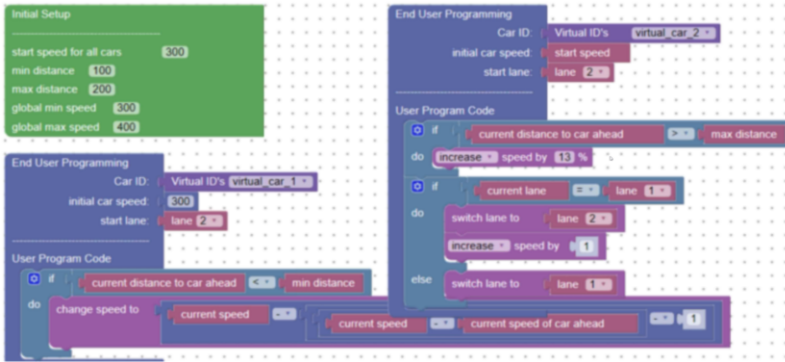 Initial Setup
start speed for all cars 300
min distance 100
max distance 200
global min speed 300
global max speed 400
End User Programming
Car ID: Virtual ID's virtual_car_1
initial car speed: 300
start lane: lane 2
User Program Code
if current distance to car ahead < min distance
do change speed to current speed - current speed - current speed of car ahead - 1
End User Programming
Car ID: Virtual ID's virtual_car_2
initial car speed: start speed
start lane: lane 2
User Program Code
if current distance to car ahead > max distance
do increase speed by 13 %
if current lane = lane 1
do switch lane to lane 2
increase speed by 1
else switch lane to lane 1